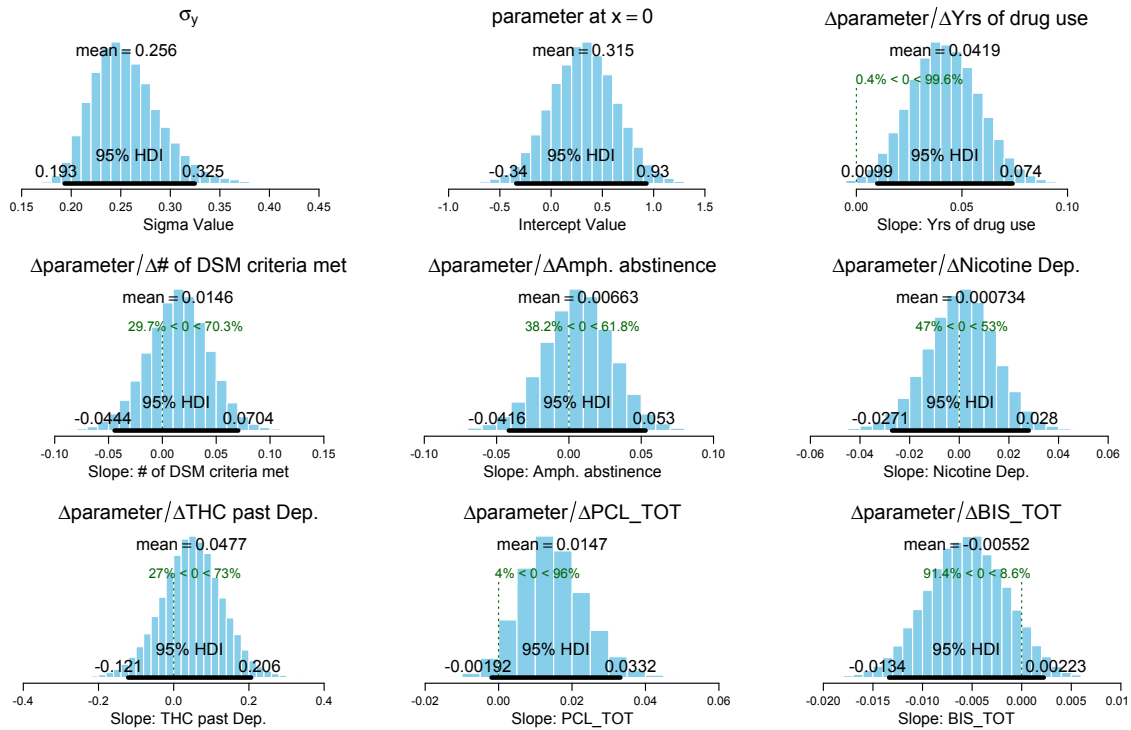 σy
mean = 0.256
95% HDI
0.193 0.325
0.15 0.20 0.25 0.30 0.35 0.40 0.45
Sigma Value
parameter at x = 0
mean = 0.315
95% HDI
-0.34 0.93
-1.0 -0.5 0.0 0.5 1.0 1.5
Intercept Value
Δparameter/ΔYrs of drug use
mean = 0.0419
0.4% < 0 < 99.6%
95% HDI
0.0099 0.074
0.00 0.05 0.10
Slope: Yrs of drug use
Δparameter/Δ# of DSM criteria met
mean = 0.0146
29.7% < 0 < 70.3%
95% HDI
-0.0444 0.0704
-0.10 -0.05 0.00 0.05 0.10 0.15
Slope: # of DSM criteria met
Δparameter/ΔAmph. abstinence
mean = 0.00663
38.2% < 0 < 61.8%
95% HDI
-0.0416 0.053
-0.10 -0.05 0.00 0.05 0.10
Slope: Amph. abstinence
Δparameter/ΔNicotine Dep.
mean = 0.000734
47% < 0 < 53%
95% HDI
-0.0271 0.028
-0.06 -0.04 -0.02 0.00 0.02 0.04 0.06
Slope: Nicotine Dep.
Δparameter/ΔTHC past Dep.
mean = 0.0477
27% < 0 < 73%
95% HDI
-0.121 0.206
-0.4 -0.2 0.0 0.2 0.4
Slope: THC past Dep.
Δparameter/ΔPCL_TOT
mean = 0.0147
4% < 0 < 96%
95% HDI
-0.00192 0.0332
-0.02 0.00 0.02 0.04 0.06
Slope: PCL_TOT
Δparameter/ΔBIS_TOT
mean = -0.00552
91.4% < 0 < 8.6%
95% HDI
-0.0134 0.00223
-0.020 -0.015 -0.010 -0.005 0.000 0.005 0.01
Slope: BIS_TOT